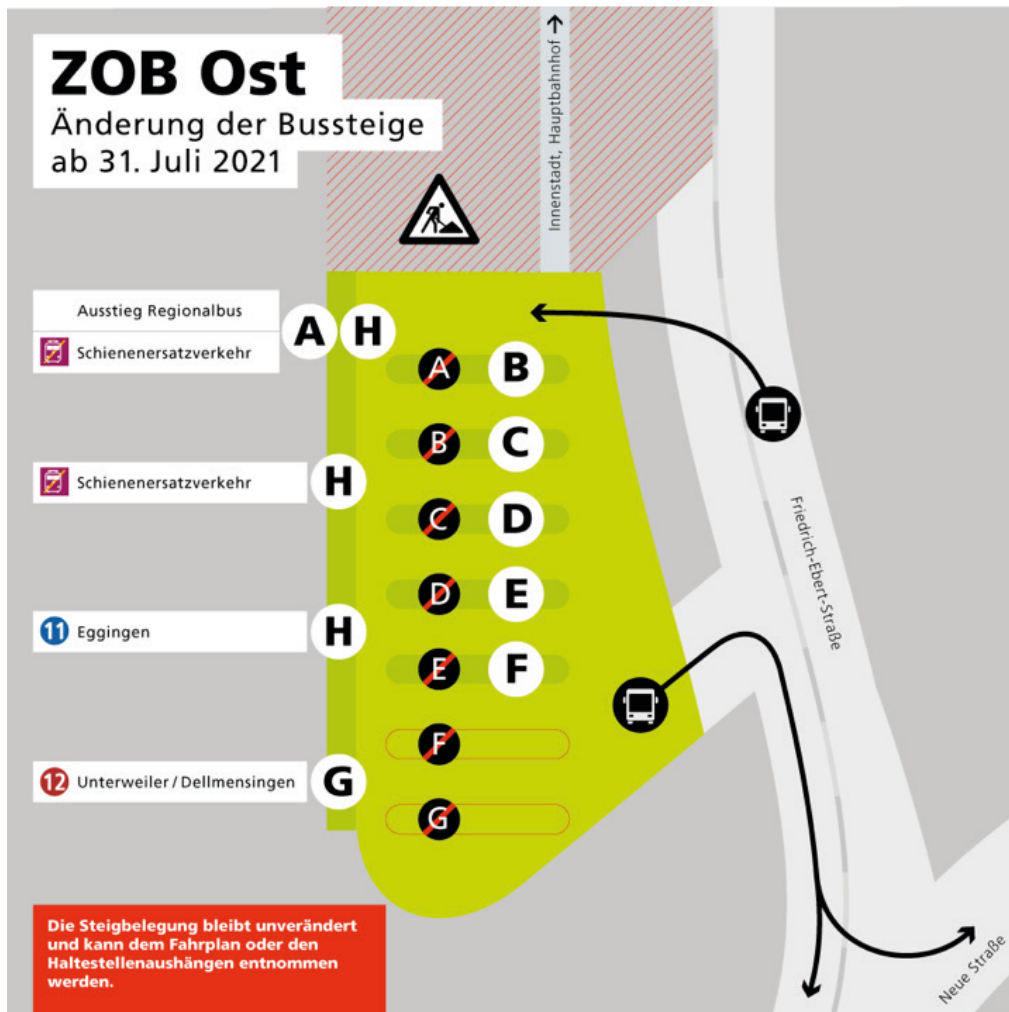 ZOB Ost
Änderung der Bussteige
ab 31. Juli 2021
Innenstadt, Hauptbahnhof
Ausstieg Regionalbus
Schienenersatzverkehr
A H
A B
B C
Schienenersatzverkehr
H
C D
D E
11 Eggingen
H
E F
F
12 Unterweiler / Dellmensingen
G
G
Friedrich-Ebert-Straße
Neue Straße
Die Steigbelegung bleibt unverändert
und kann dem Fahrplan oder den
Haltestellenaushängen entnommen
werden.